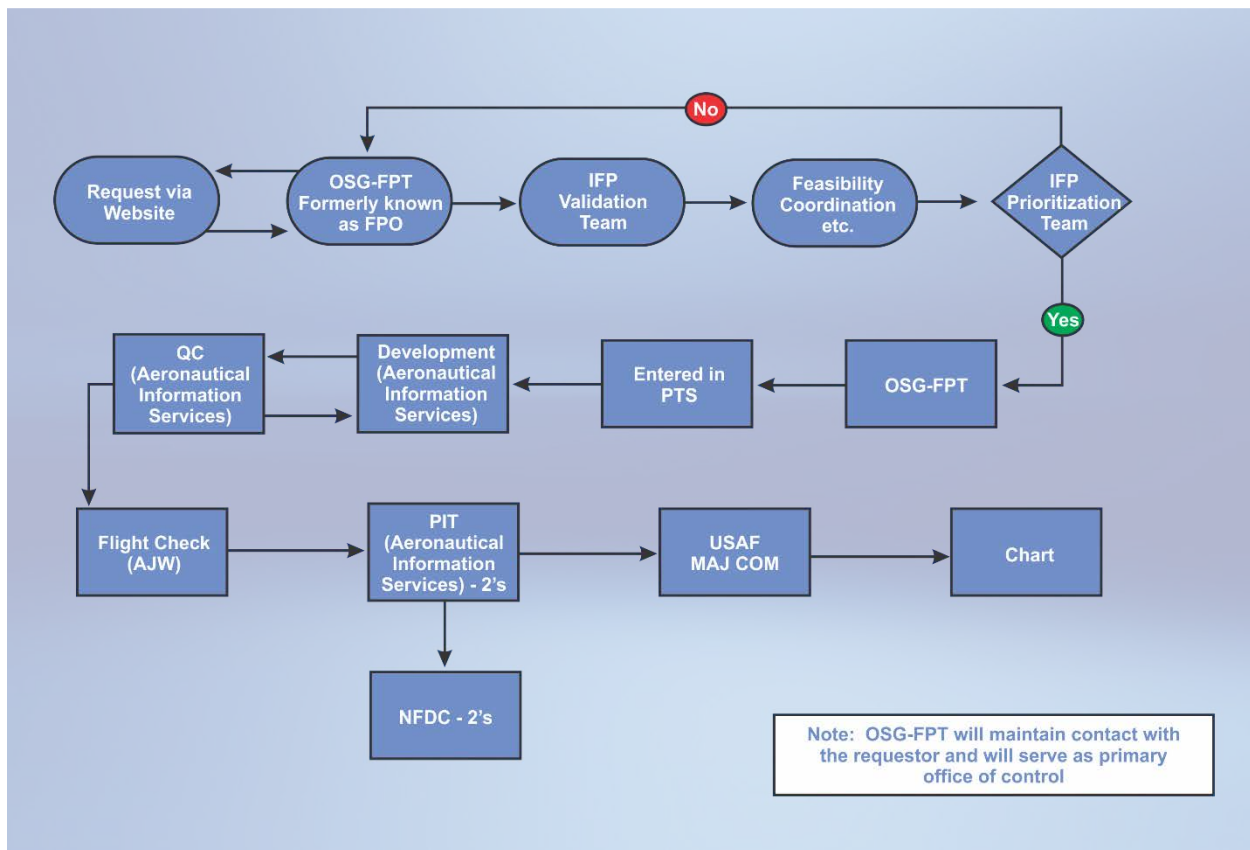 No
Request via
Website
OSG-FPT
Formerly known
as FPO
IFP
Validation
Team
Feasibility
Coordination
etc.
IFP
Prioritization
Team
Yes
QC
(Aeronautical
Information
Services)
Development
(Aeronautical
Information
Services)
Entered in
PTS
OSG-FPT
Flight Check
(AJW)
PIT
(Aeronautical
Information
Services) - 2's
USAF
MAJ COM
Chart
NFDC - 2's
Note: OSG-FPT will maintain contact with
the requestor and will serve as primary
office of control